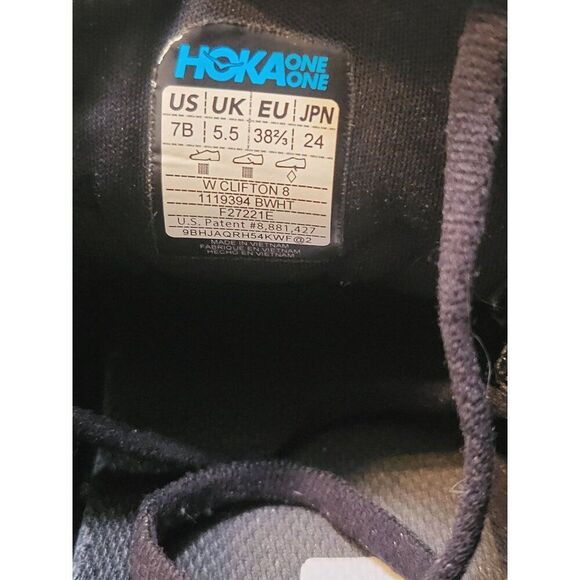 HOKA ONE ONE
US UK EU JPN
7B 5.5 38⅔ 24
W CLIFTON 8
1119394 BWHT
F27221E
U.S. Patent #8,881,427
9BHJAQRH54KWF@2
MADE IN VIETNAM
FABRIQUÉ EN VIETNAM
HECHO EN VIETNAM